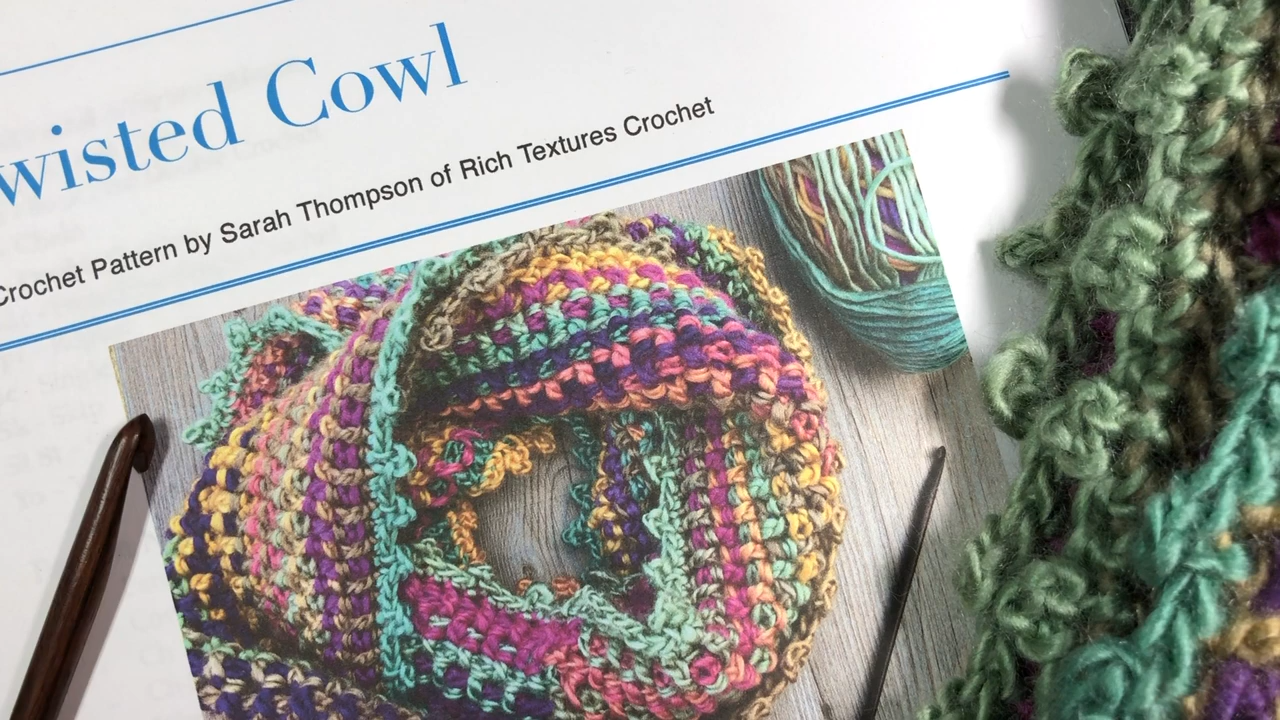 wisted Cowl
Crochet Pattern by Sarah Thompson of Rich Textures Crochet